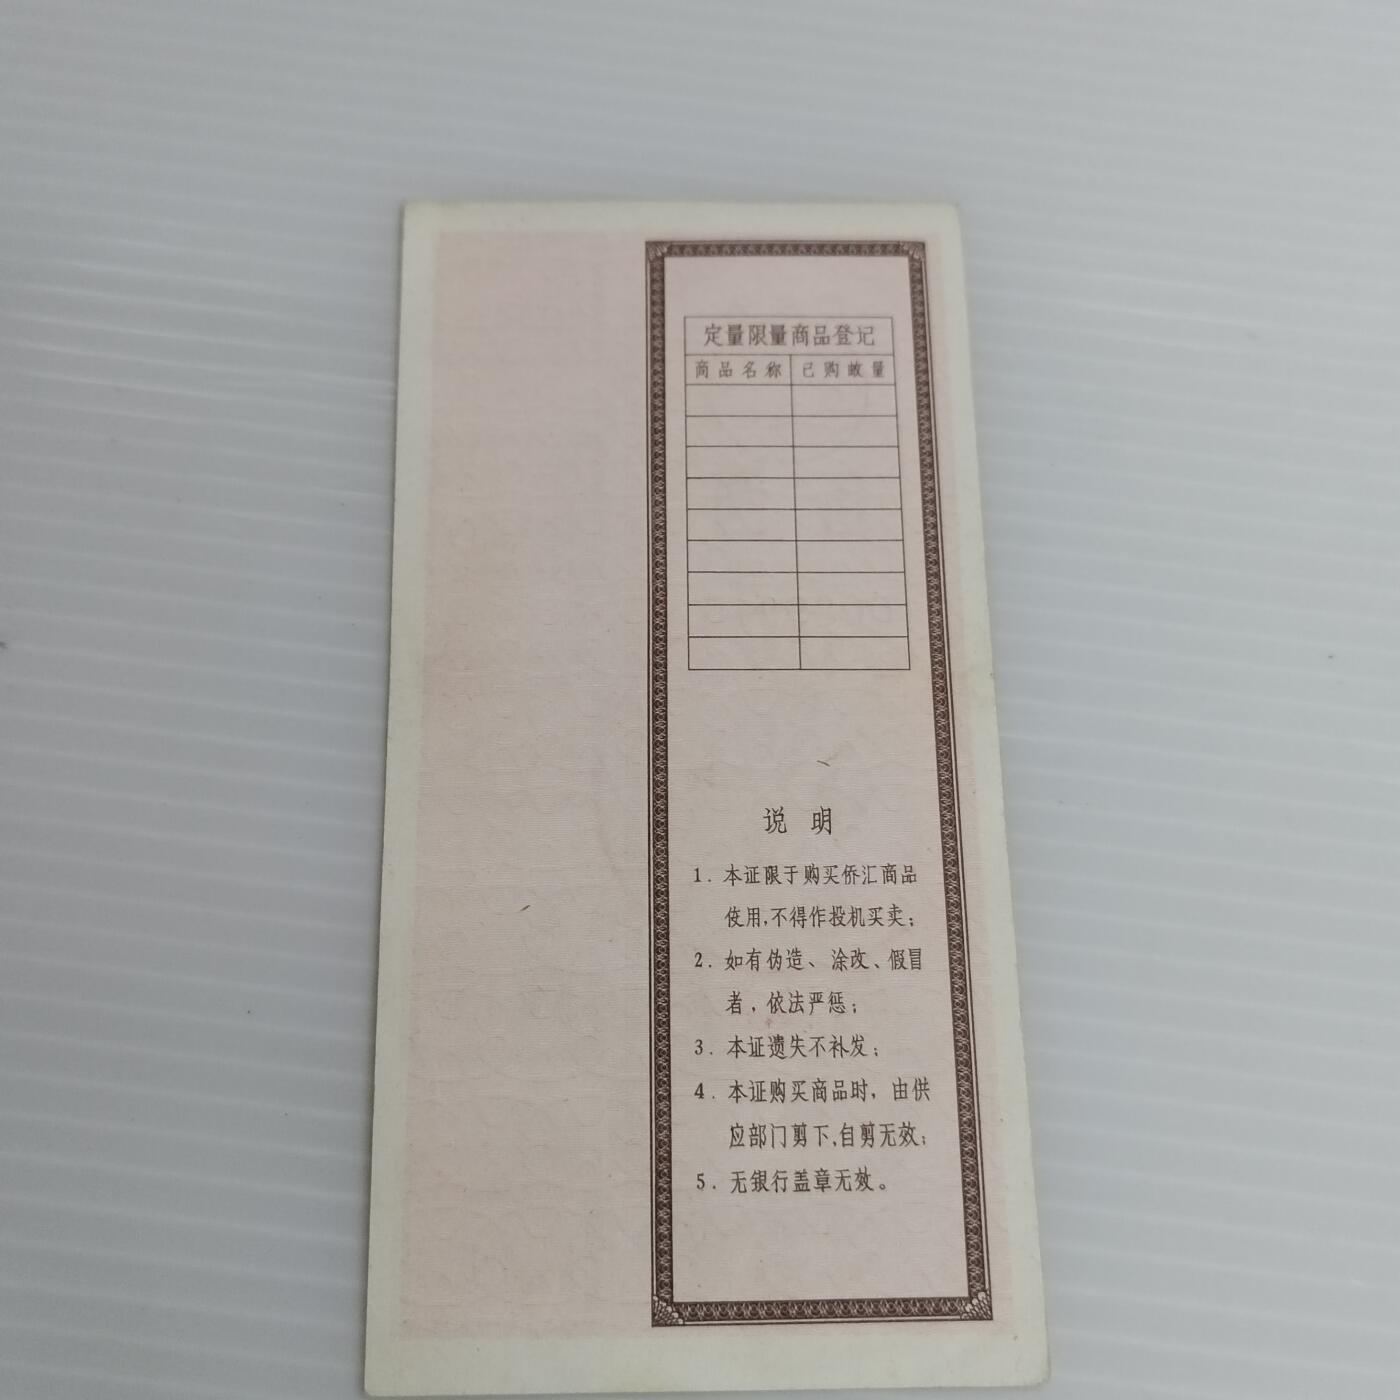 定量限量商品登记
商品名称 已购数量
说明
1. 本证限于购买侨汇商品
使用,不得作投机买卖;
2. 如有伪造、涂改、假冒
者,依法严惩;
3. 本证遗失不补发;
4. 本证购买商品时,由供
应部门剪下,自剪无效;
5. 无银行盖章无效。